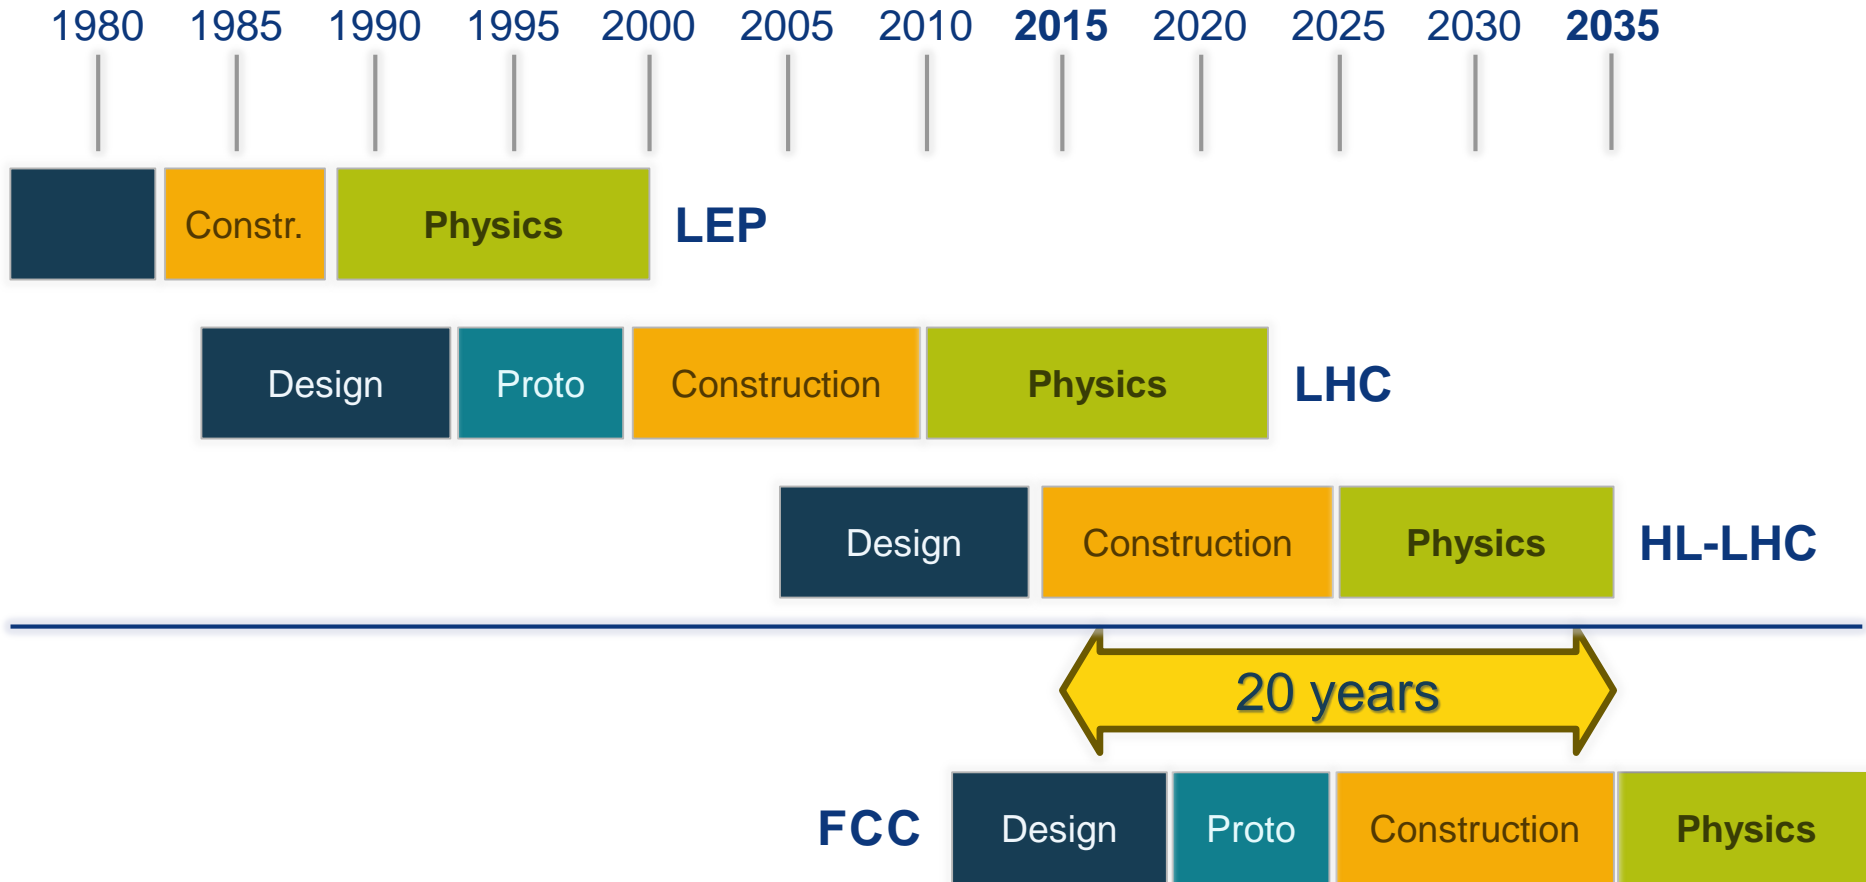 1980 1985 1990 1995 2000 2005 2010 2015 2020 2025 2030 2035
Constr. Physics LEP
Design Proto Construction Physics LHC
Design Construction Physics HL-LHC
20 years
FCC Design Proto Construction Physics